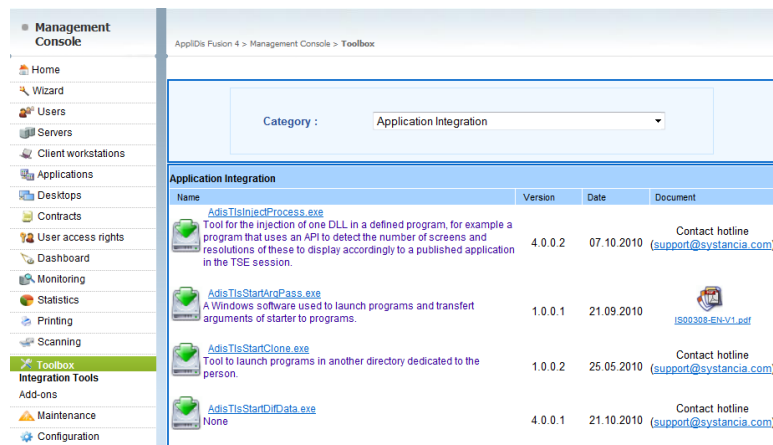 Management
Console
AppliDis Fusion 4 > Management Console > Toolbox
Home
Wizard
Users
Servers
Client workstations
Applications
Desktops
Contracts
User access rights
Dashboard
Monitoring
Statistics
Printing
Scanning
Toolbox
Integration Tools
Add-ons
Maintenance
Configuration
Category :
Application Integration
Application Integration
Name Version Date Document
AdisTlsInjectProcess.exe
Tool for the injection of one DLL in a defined program, for example a
program that uses an API to detect the number of screens and
resolutions of these to display accordingly to a published application
in the TSE session.
4.0.0.2 07.10.2010
Contact hotline
(support@systancia.com)
AdisTlsStartArgPass.exe
A Windows software used to launch programs and transfert
arguments of starter to programs.
1.0.0.1 21.09.2010
IS00308-EN-V1.pdf
AdisTlsStartClone.exe
Tool to launch programs in another directory dedicated to the
person.
1.0.0.2 25.05.2010
Contact hotline
(support@systancia.com)
AdisTlsStartDifData.exe
None
4.0.0.1 21.10.2010
Contact hotline
(support@systancia.com)